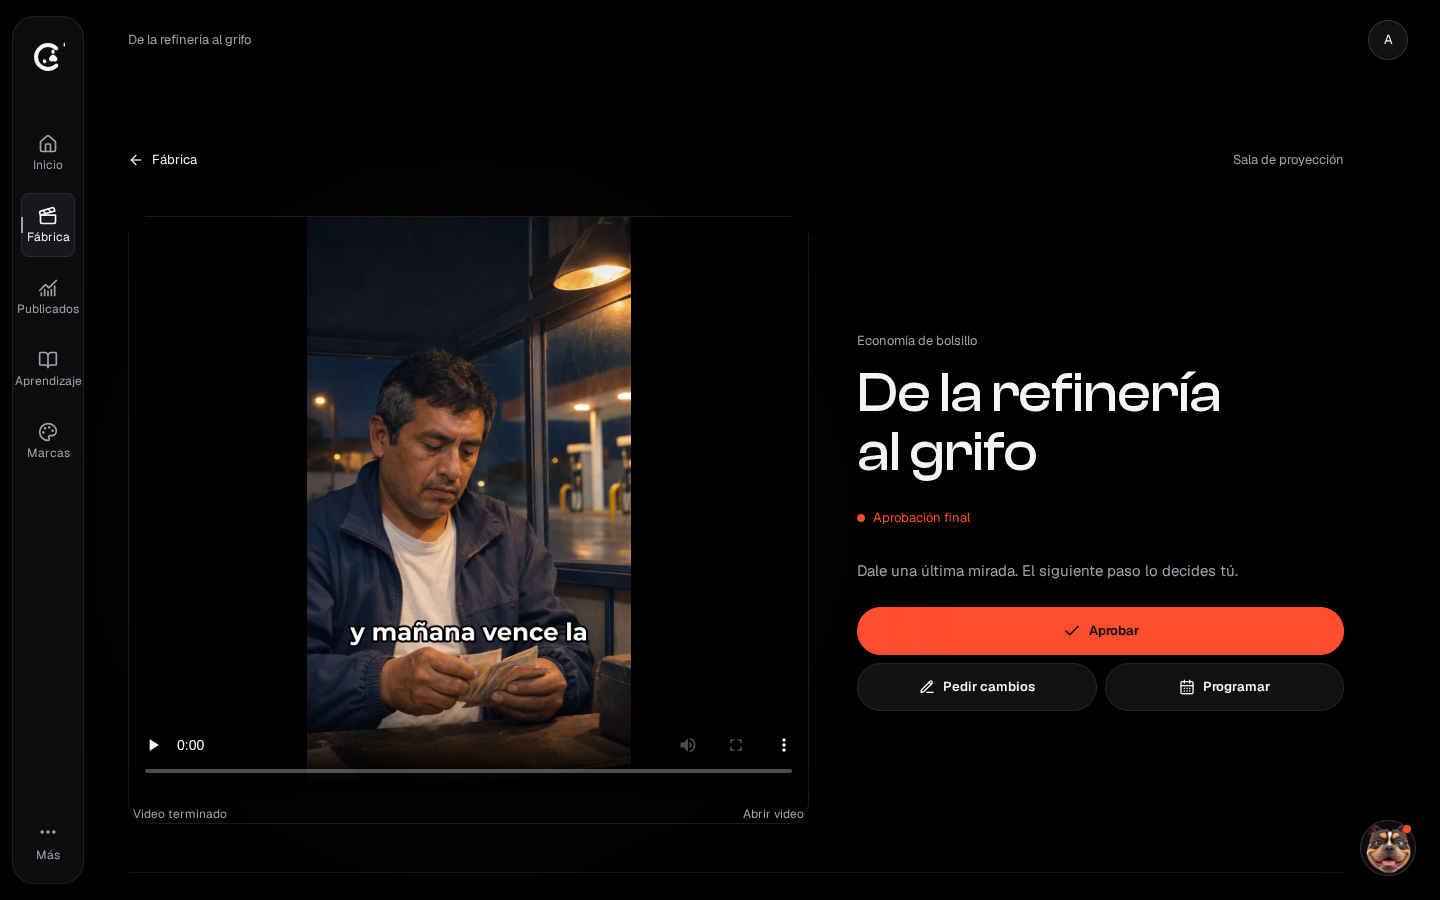 De la refinería al grifo
A
Inicio
Fábrica
Publicados
Aprendizaje
Marcas
Más
Fábrica
Sala de proyección
y mañana vence la
0:00
Video terminado
Abrir video
Economía de bolsillo
De la refinería
al grifo
Aprobación final
Dale una última mirada. El siguiente paso lo decides tú.
Aprobar
Pedir cambios
Programar